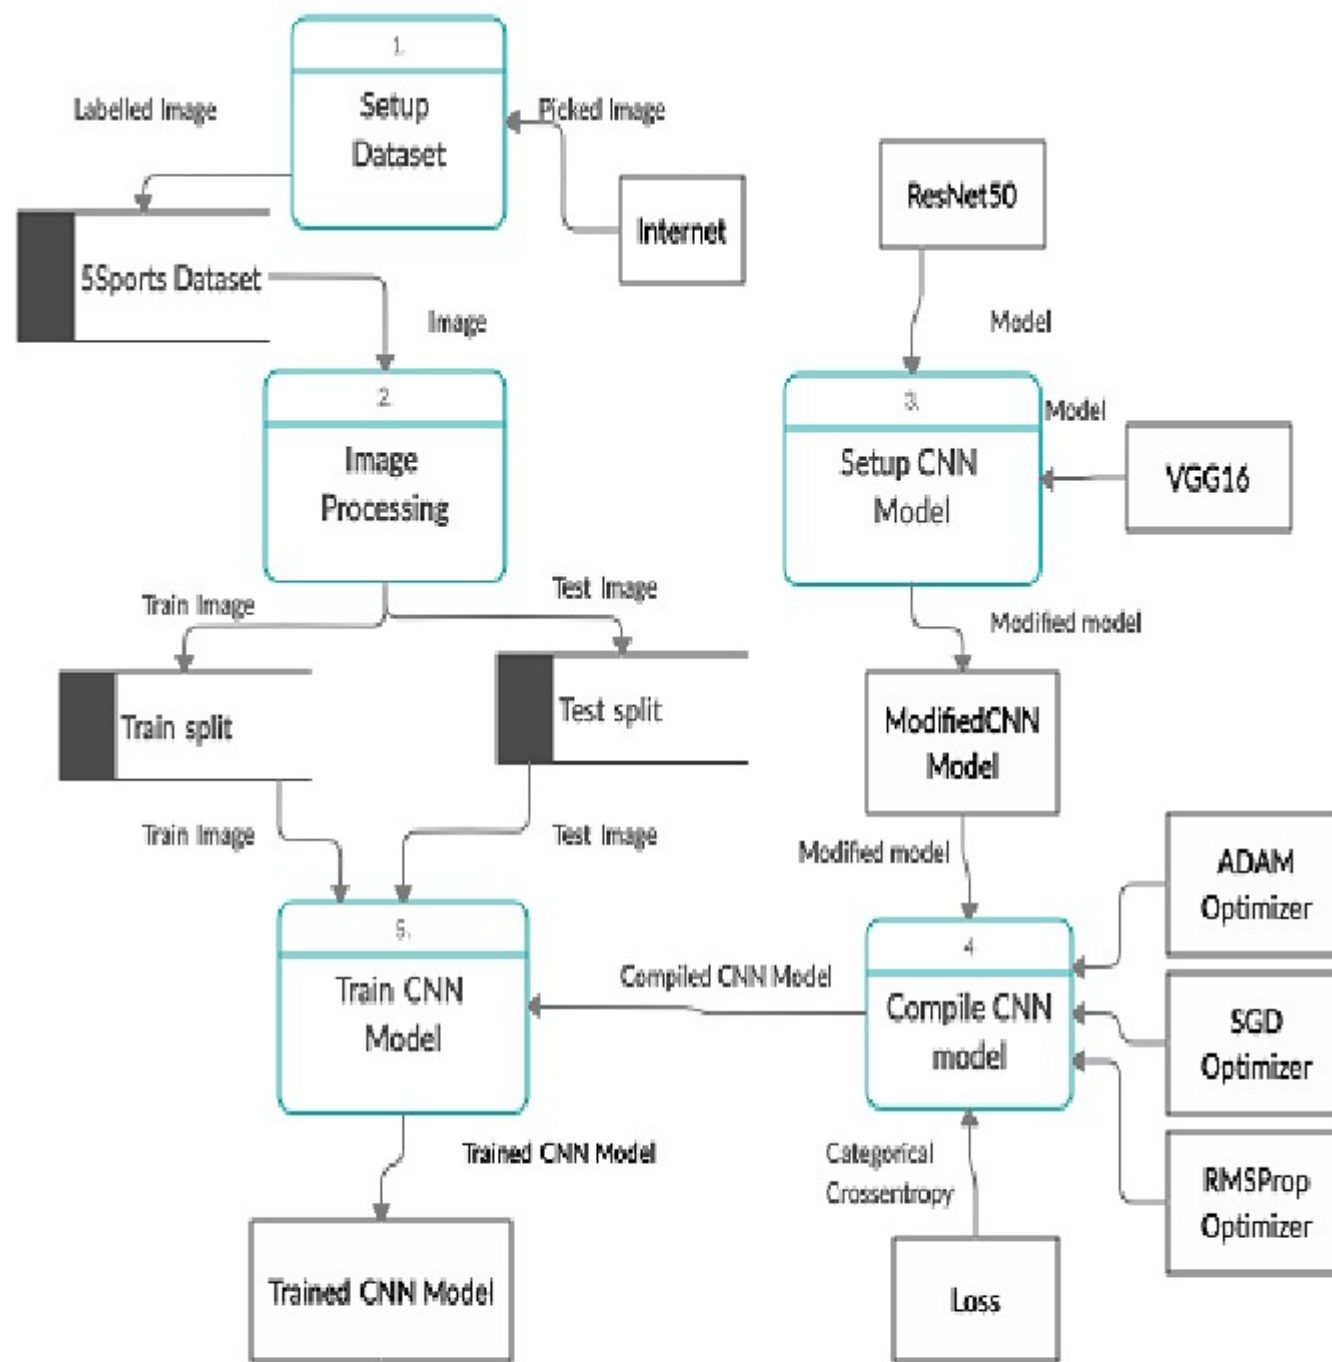 1.
Setup
Dataset
Labelled Image
Picked Image
Internet
5Sports Dataset
Image
2.
Image
Processing
Train Image
Test Image
Train split
Test split
Train Image
Test Image
ResNet50
Model
3.
Setup CNN
Model
Model
VGG16
Modified model
ModifiedCNN
Model
Modified model
4
Compile CNN
model
ADAM
Optimizer
SGD
Optimizer
RMSProp
Optimizer
Categorical
Crossentropy
Loss
Compiled CNN Model
5.
Train CNN
Model
Trained CNN Model
Trained CNN Model